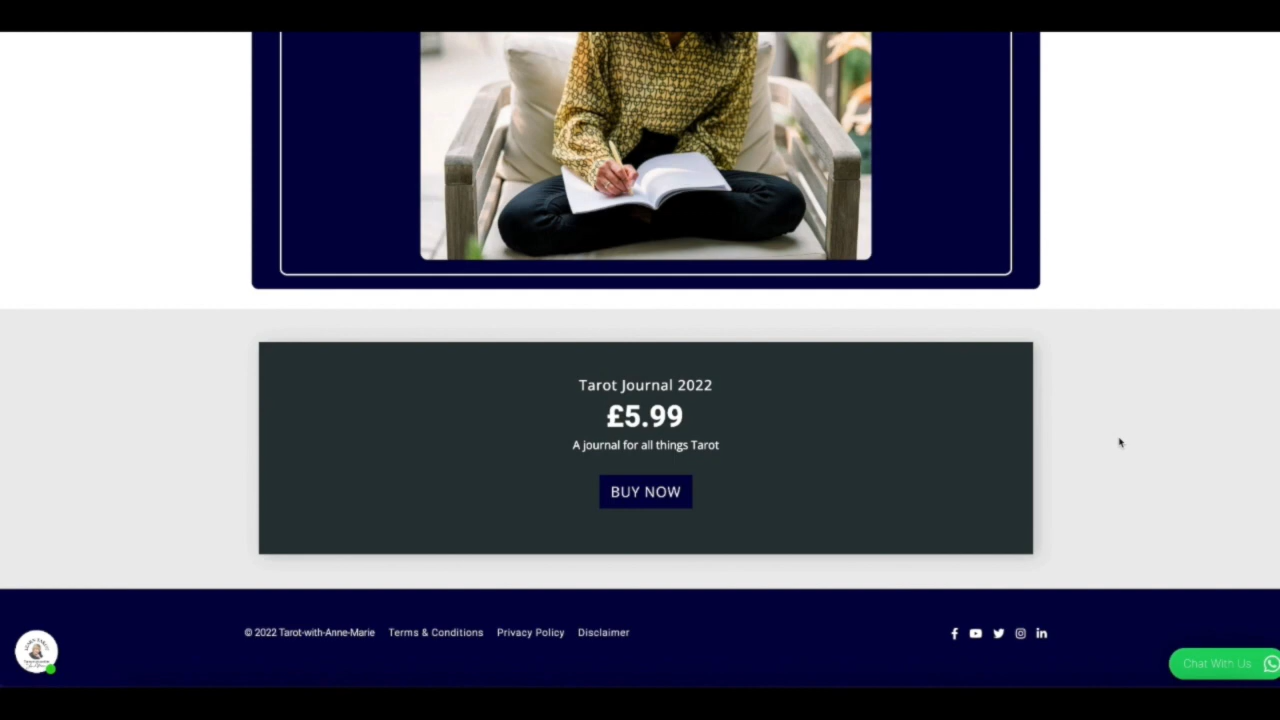 Tarot Journal 2022
£5.99
A journal for all things Tarot
BUY NOW
© 2022 Tarot-with-Anne-Marie Terms & Conditions Privacy Policy Disclaimer
Chat With Us